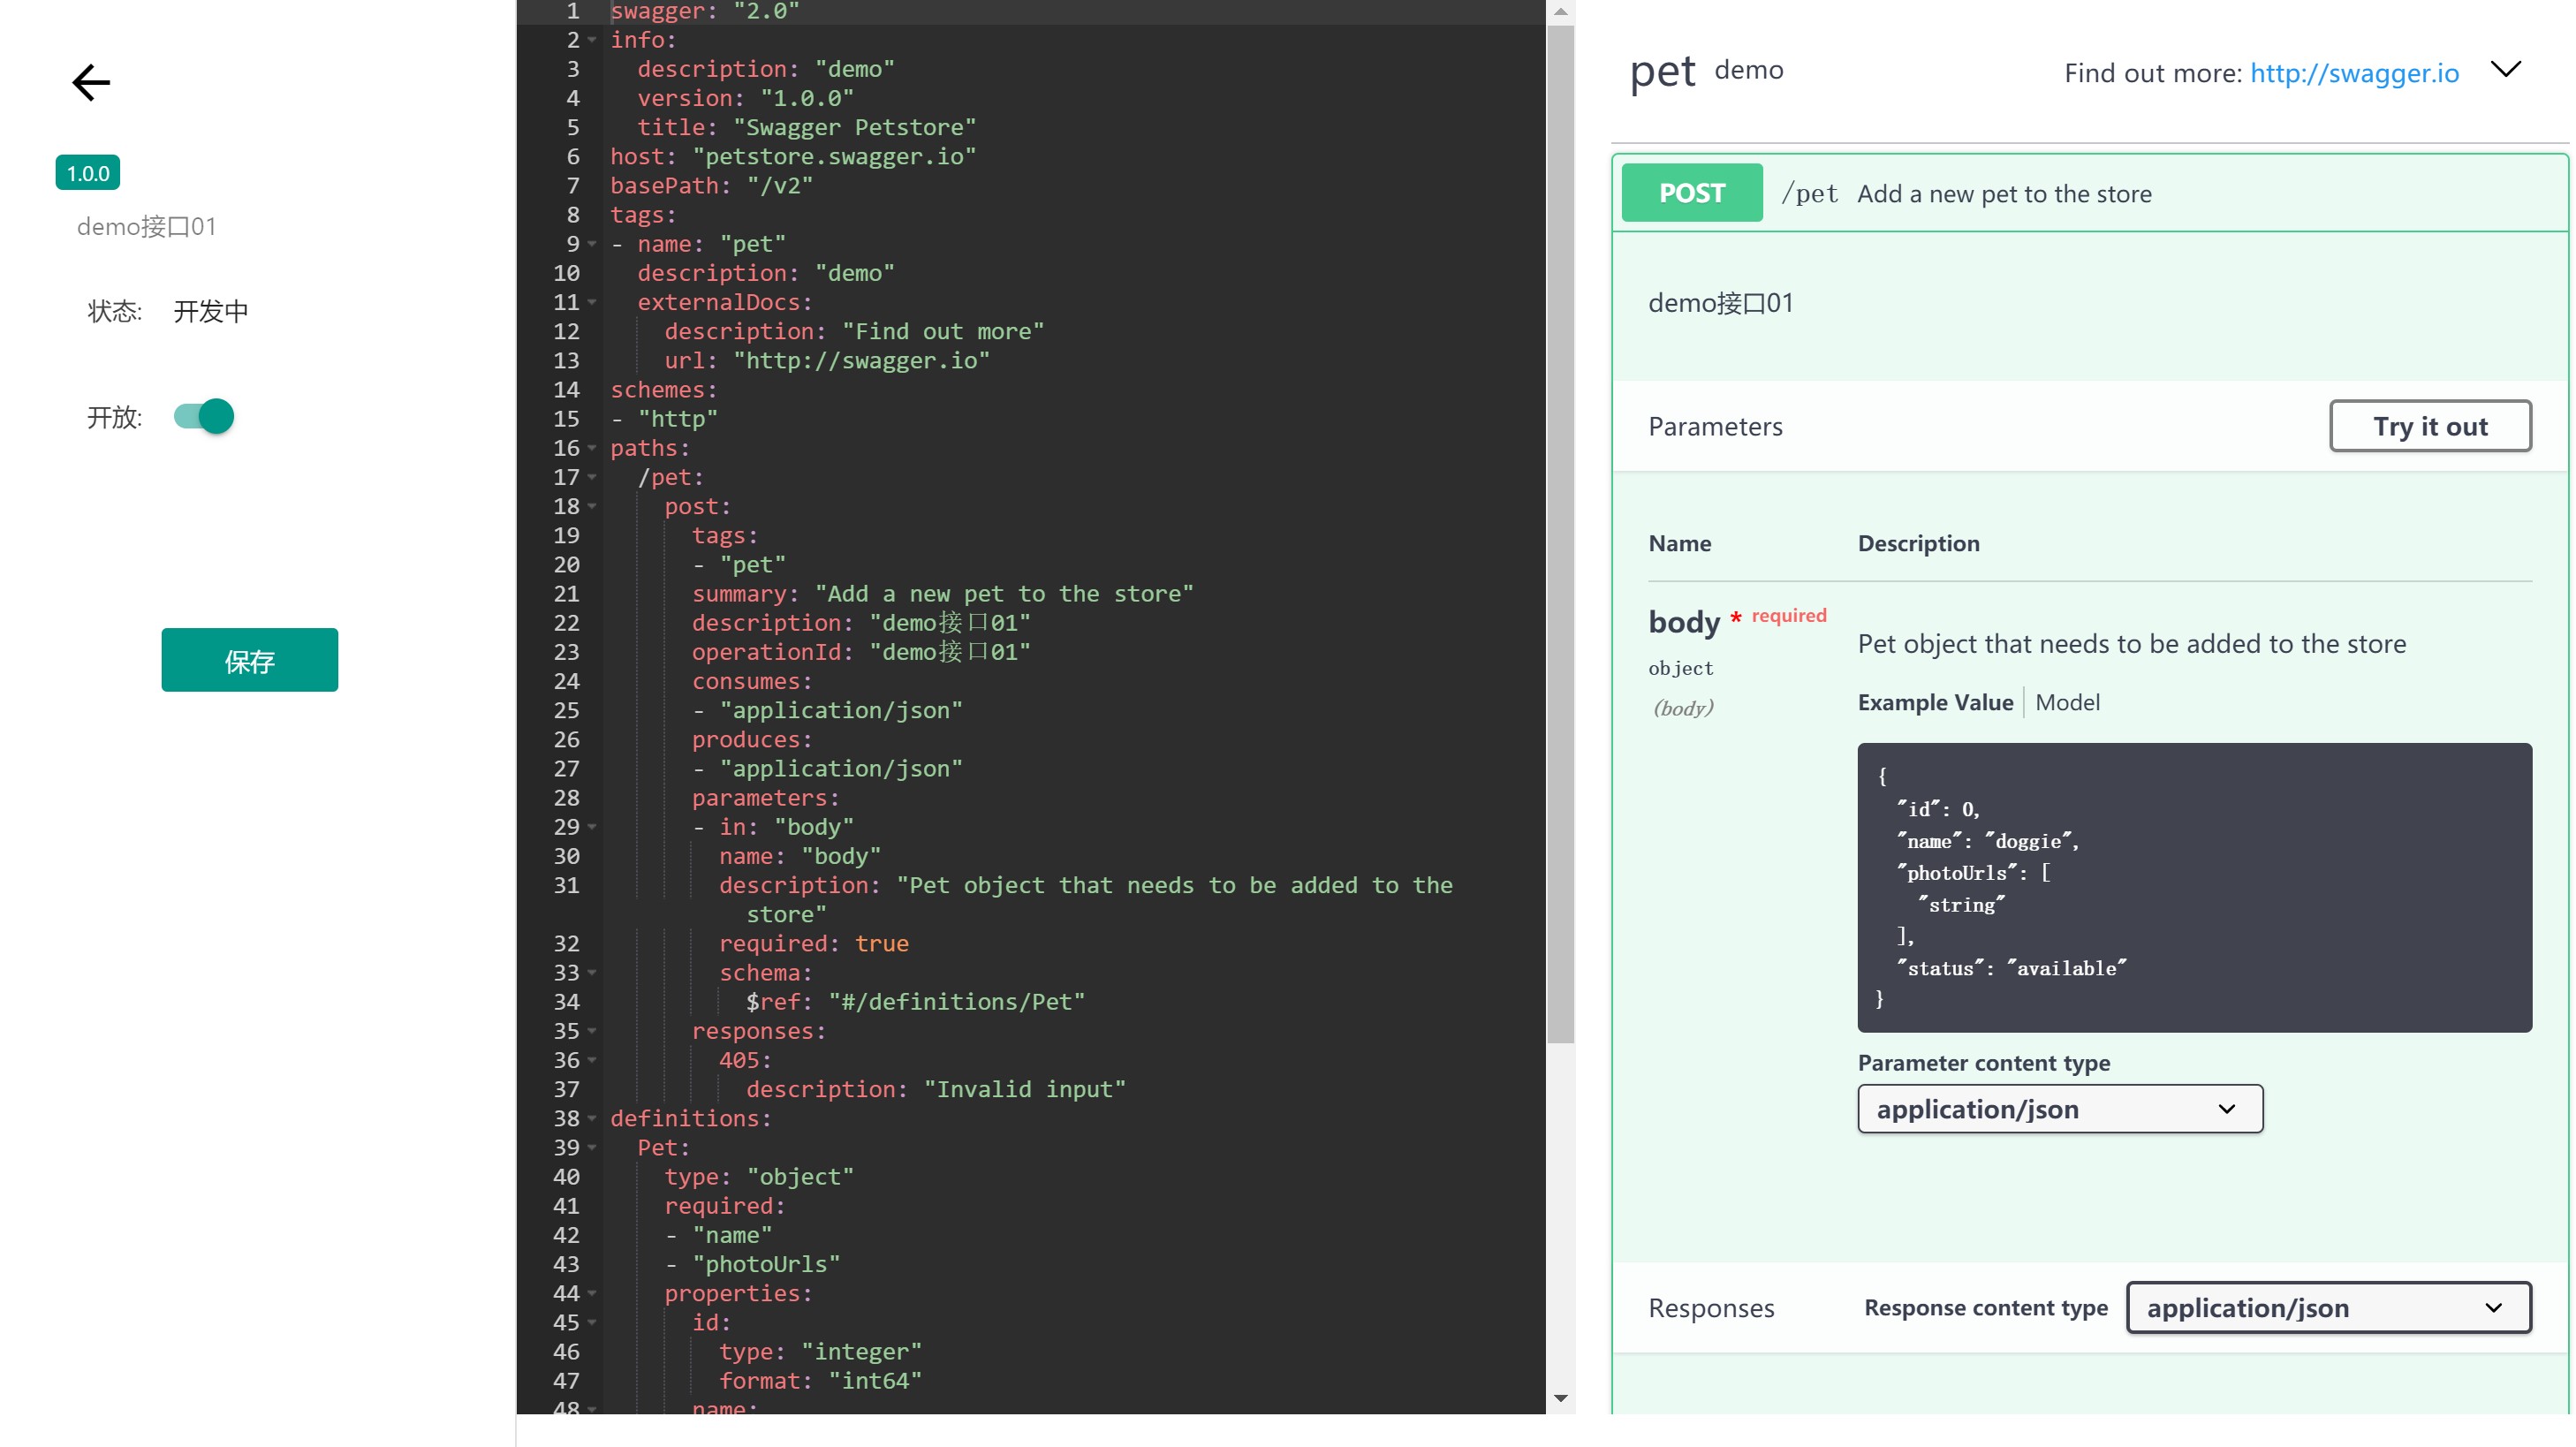 1.0.0
demo接口01
状态: 开发中
开放:
保存
1 swagger: "2.0"
2 info:
3 description: "demo"
4 version: "1.0.0"
5 title: "Swagger Petstore"
6 host: "petstore.swagger.io"
7 basePath: "/v2"
8 tags:
9 - name: "pet"
10 description: "demo"
11 externalDocs:
12 description: "Find out more"
13 url: "http://swagger.io"
14 schemes:
15 - "http"
16 paths:
17 /pet:
18 post:
19 tags:
20 - "pet"
21 summary: "Add a new pet to the store"
22 description: "demo接口01"
23 operationId: "demo接口01"
24 consumes:
25 - "application/json"
26 produces:
27 - "application/json"
28 parameters:
29 - in: "body"
30 name: "body"
31 description: "Pet object that needs to be added to the
store"
32 required: true
33 schema:
34 $ref: "#/definitions/Pet"
35 responses:
36 405:
37 description: "Invalid input"
38 definitions:
39 Pet:
40 type: "object"
41 required:
42 - "name"
43 - "photoUrls"
44 properties:
45 id:
46 type: "integer"
47 format: "int64"
48 name:
pet demo
Find out more: http://swagger.io
POST /pet Add a new pet to the store
demo接口01
Parameters
Try it out
Name Description
body * required
object
(body)
Pet object that needs to be added to the store
Example Value Model
{
"id": 0,
"name": "doggie",
"photoUrls": [
"string"
],
"status": "available"
}
Parameter content type
application/json
Responses Response content type application/json